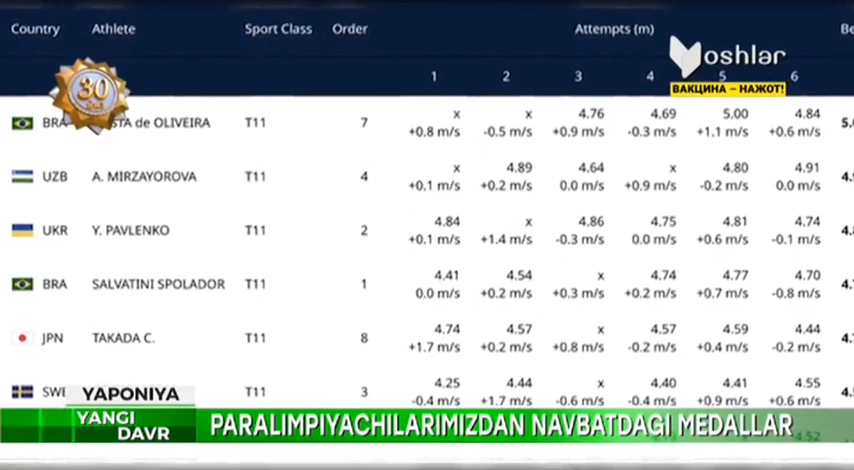 Country Athlete Sport Class Order Attempts (m)
1 2 3 4 5 6
Yoshlar
ВАКЦИНА – НАЖОТ!
30
BRA de OLIVEIRA T11 7 x x 4.76 4.69 5.00 4.84
+0.8 m/s -0.5 m/s +0.9 m/s -0.3 m/s +1.1 m/s +0.6 m/s
UZB A. MIRZAYOROVA T11 4 x 4.89 4.64 x 4.80 4.91
+0.1 m/s +0.2 m/s 0.0 m/s +0.9 m/s -0.2 m/s 0.0 m/s
UKR Y. PAVLENKO T11 2 4.84 x 4.86 4.75 4.81 4.74
+0.1 m/s +1.4 m/s -0.3 m/s 0.0 m/s +0.6 m/s -0.1 m/s
BRA SALVATINI SPOLADOR T11 1 4.41 4.54 x 4.74 4.77 4.70
0.0 m/s +0.2 m/s +0.3 m/s +0.2 m/s +0.7 m/s -0.8 m/s
JPN TAKADA C. T11 8 4.74 4.57 x 4.57 4.59 4.44
+1.7 m/s +0.2 m/s +0.8 m/s -0.2 m/s +0.4 m/s -0.2 m/s
SWE T11 3 4.25 4.44 x 4.40 4.41 4.55
-0.4 m/s +1.7 m/s -0.6 m/s -0.4 m/s +0.9 m/s +0.6 m/s
YAPONIYA
YANGI
DAVR
PARALIMPIYACHILARIMIZDAN NAVBATDAGI MEDALLAR